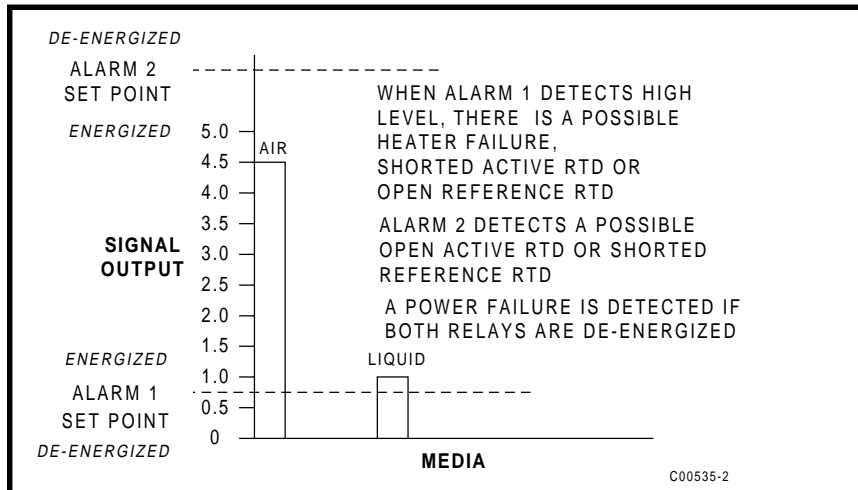 DE-ENERGIZED
ALARM 2
SET POINT
ENERGIZED
5.0
4.5
4.0
3.5
3.0
2.5
2.0
1.5
1.0
0.5
0
SIGNAL
OUTPUT
ENERGIZED
ALARM 1
SET POINT
DE-ENERGIZED
AIR
LIQUID
WHEN ALARM 1 DETECTS HIGH
LEVEL, THERE IS A POSSIBLE
HEATER FAILURE,
SHORTED ACTIVE RTD OR
OPEN REFERENCE RTD
ALARM 2 DETECTS A POSSIBLE
OPEN ACTIVE RTD OR SHORTED
REFERENCE RTD
A POWER FAILURE IS DETECTED IF
BOTH RELAYS ARE DE-ENERGIZED
MEDIA
C00535-2